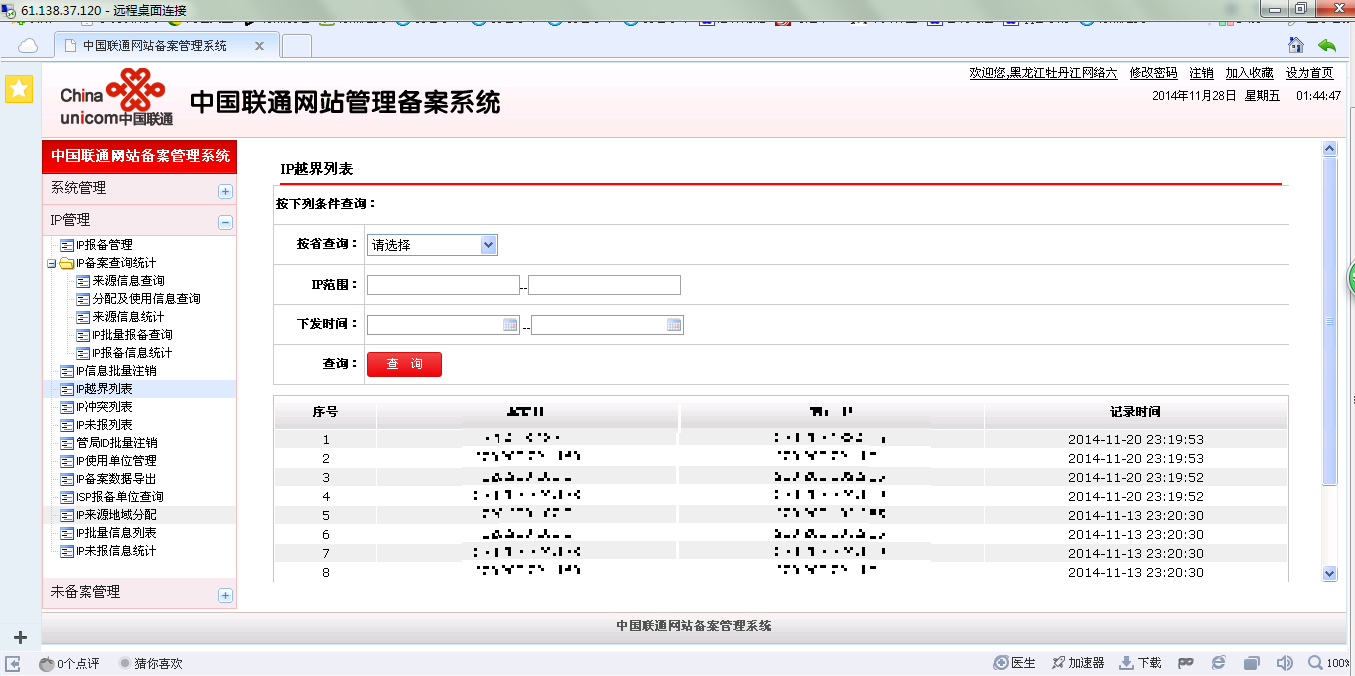 61.138.37.120 - 远程桌面连接
中国联通网站备案管理系统
欢迎您,黑龙江牡丹江网络六 修改密码 注销 加入收藏 设为首页
2014年11月28日 星期五 01:44:47
China
unicom中国联通
中国联通网站管理备案系统
中国联通网站备案管理系统
系统管理
IP管理
IP报备管理
IP备案查询统计
来源信息查询
分配及使用信息查询
来源信息统计
IP批量报备查询
IP报备信息统计
IP信息批量注销
IP越界列表
IP冲突列表
IP未报列表
管局ID批量注销
IP使用单位管理
IP备案数据导出
ISP报备单位查询
IP来源地域分配
IP批量信息列表
IP未报信息统计
未备案管理
IP越界列表
按下列条件查询：
按省查询： 请选择
IP范围： --
下发时间： --
查询： 查 询
序号 记录时间
1 2014-11-20 23:19:53
2 2014-11-20 23:19:53
3 2014-11-20 23:19:52
4 2014-11-20 23:19:52
5 2014-11-13 23:20:30
6 2014-11-13 23:20:30
7 2014-11-13 23:20:30
8 2014-11-13 23:20:30
中国联通网站备案管理系统
0个点评 猜你喜欢 医生 加速器 下载 100%